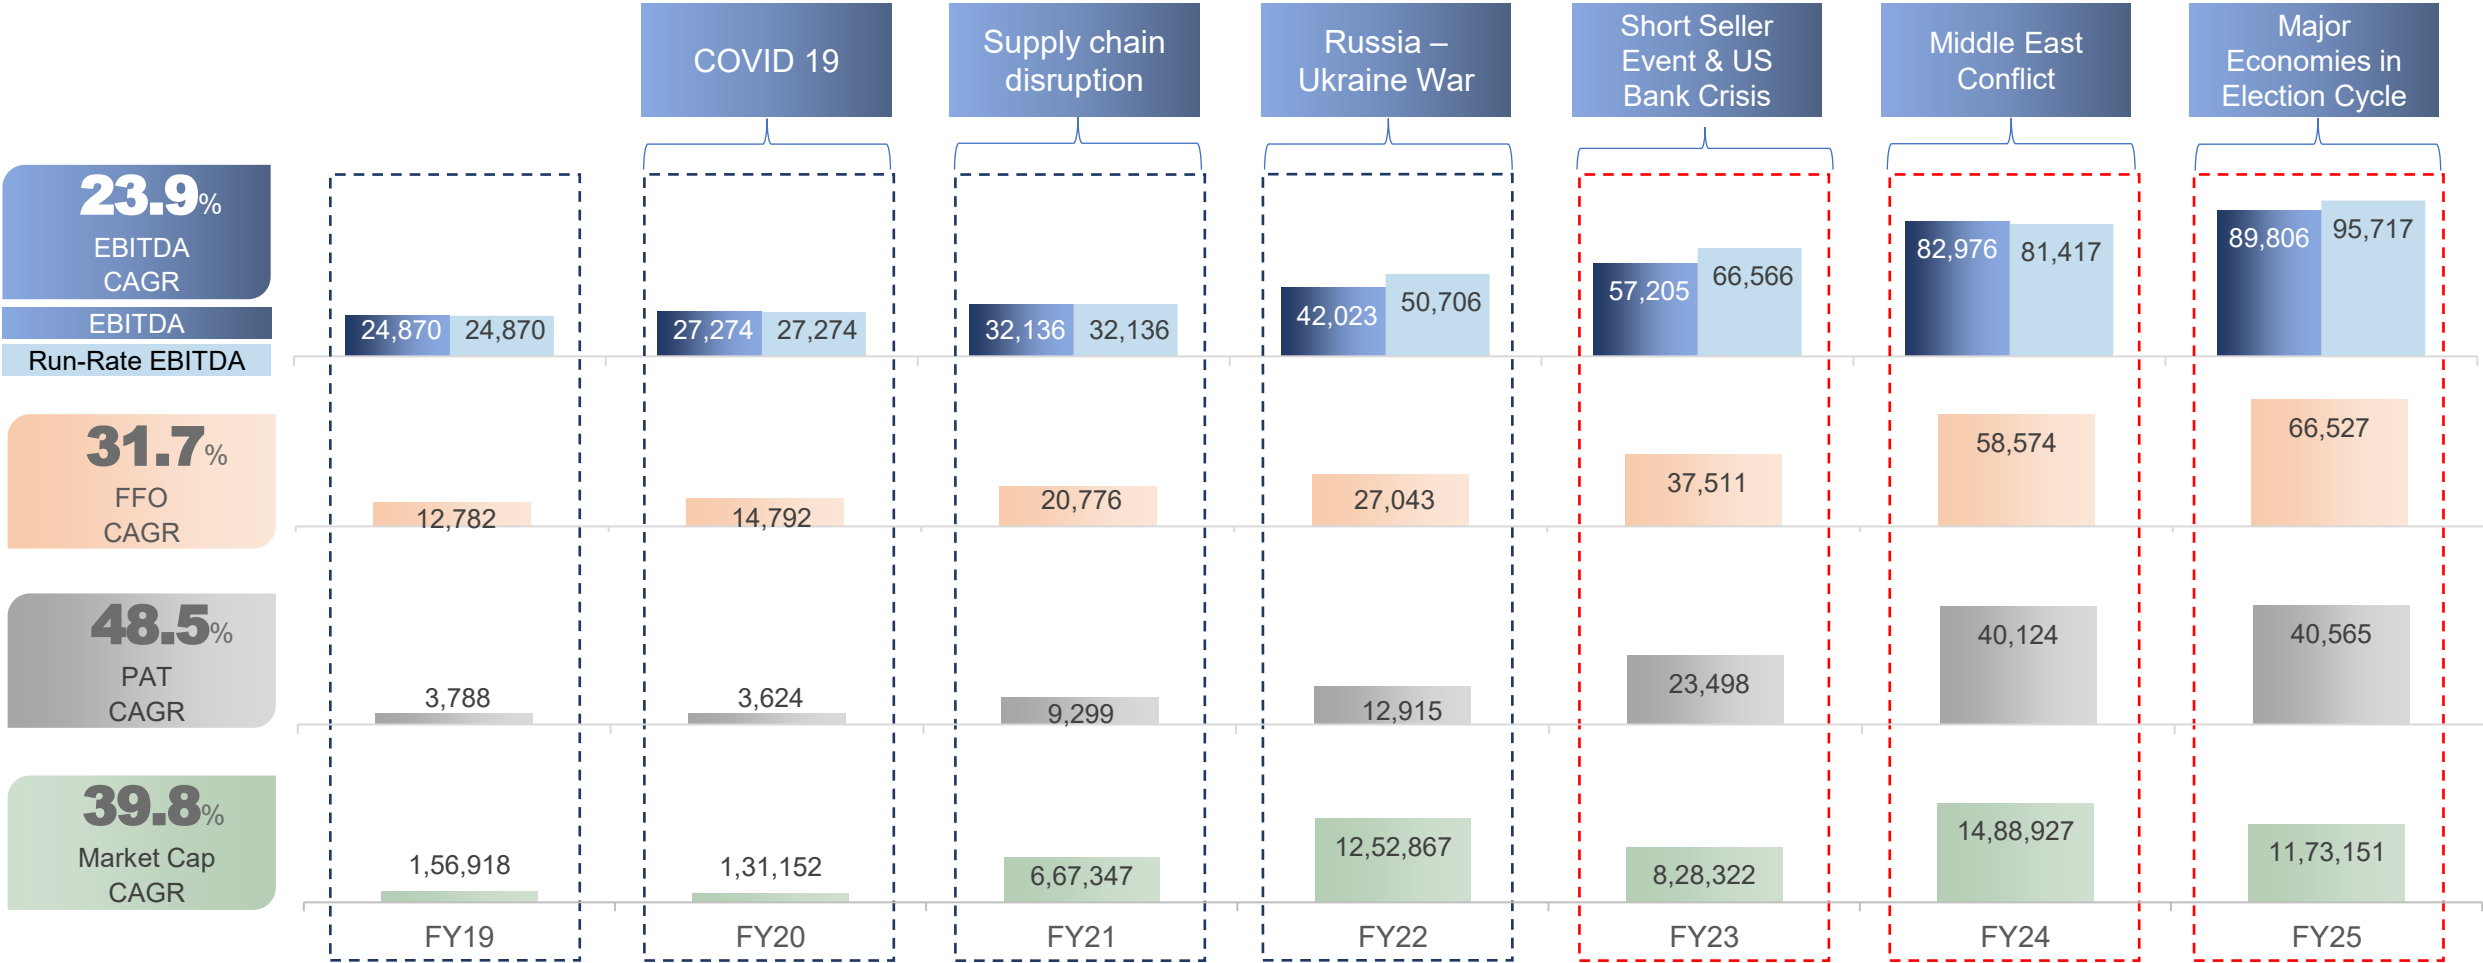 COVID 19
Supply chain
disruption
Russia –
Ukraine War
Short Seller
Event & US
Bank Crisis
Middle East
Conflict
Major
Economies in
Election Cycle
23.9%
EBITDA
CAGR
EBITDA
Run-Rate EBITDA
24,870 24,870
27,274 27,274
32,136 32,136
42,023 50,706
57,205 66,566
82,976 81,417
89,806 95,717
31.7%
FFO
CAGR
12,782
14,792
20,776
27,043
37,511
58,574
66,527
48.5%
PAT
CAGR
3,788
3,624
9,299
12,915
23,498
40,124
40,565
39.8%
Market Cap
CAGR
1,56,918
1,31,152
6,67,347
12,52,867
8,28,322
14,88,927
11,73,151
FY19
FY20
FY21
FY22
FY23
FY24
FY25